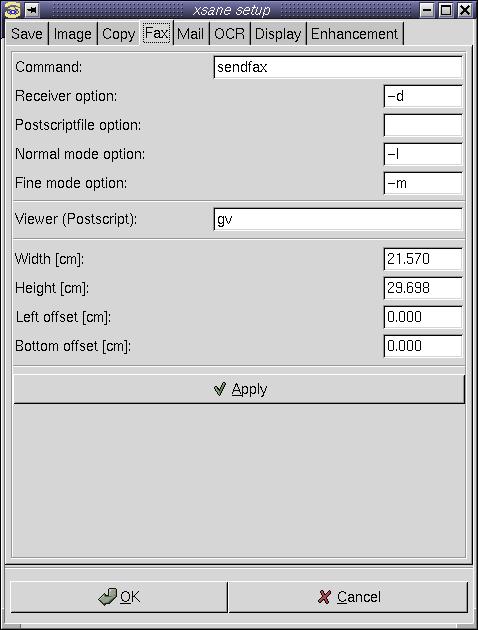 xsane setup
Save Image Copy Fax Mail OCR Display Enhancement
Command: sendfax
Receiver option: -d
Postscriptfile option:
Normal mode option: -l
Fine mode option: -m
Viewer (Postscript): gv
Width [cm]: 21.570
Height [cm]: 29.698
Left offset [cm]: 0.000
Bottom offset [cm]: 0.000
Apply
OK Cancel